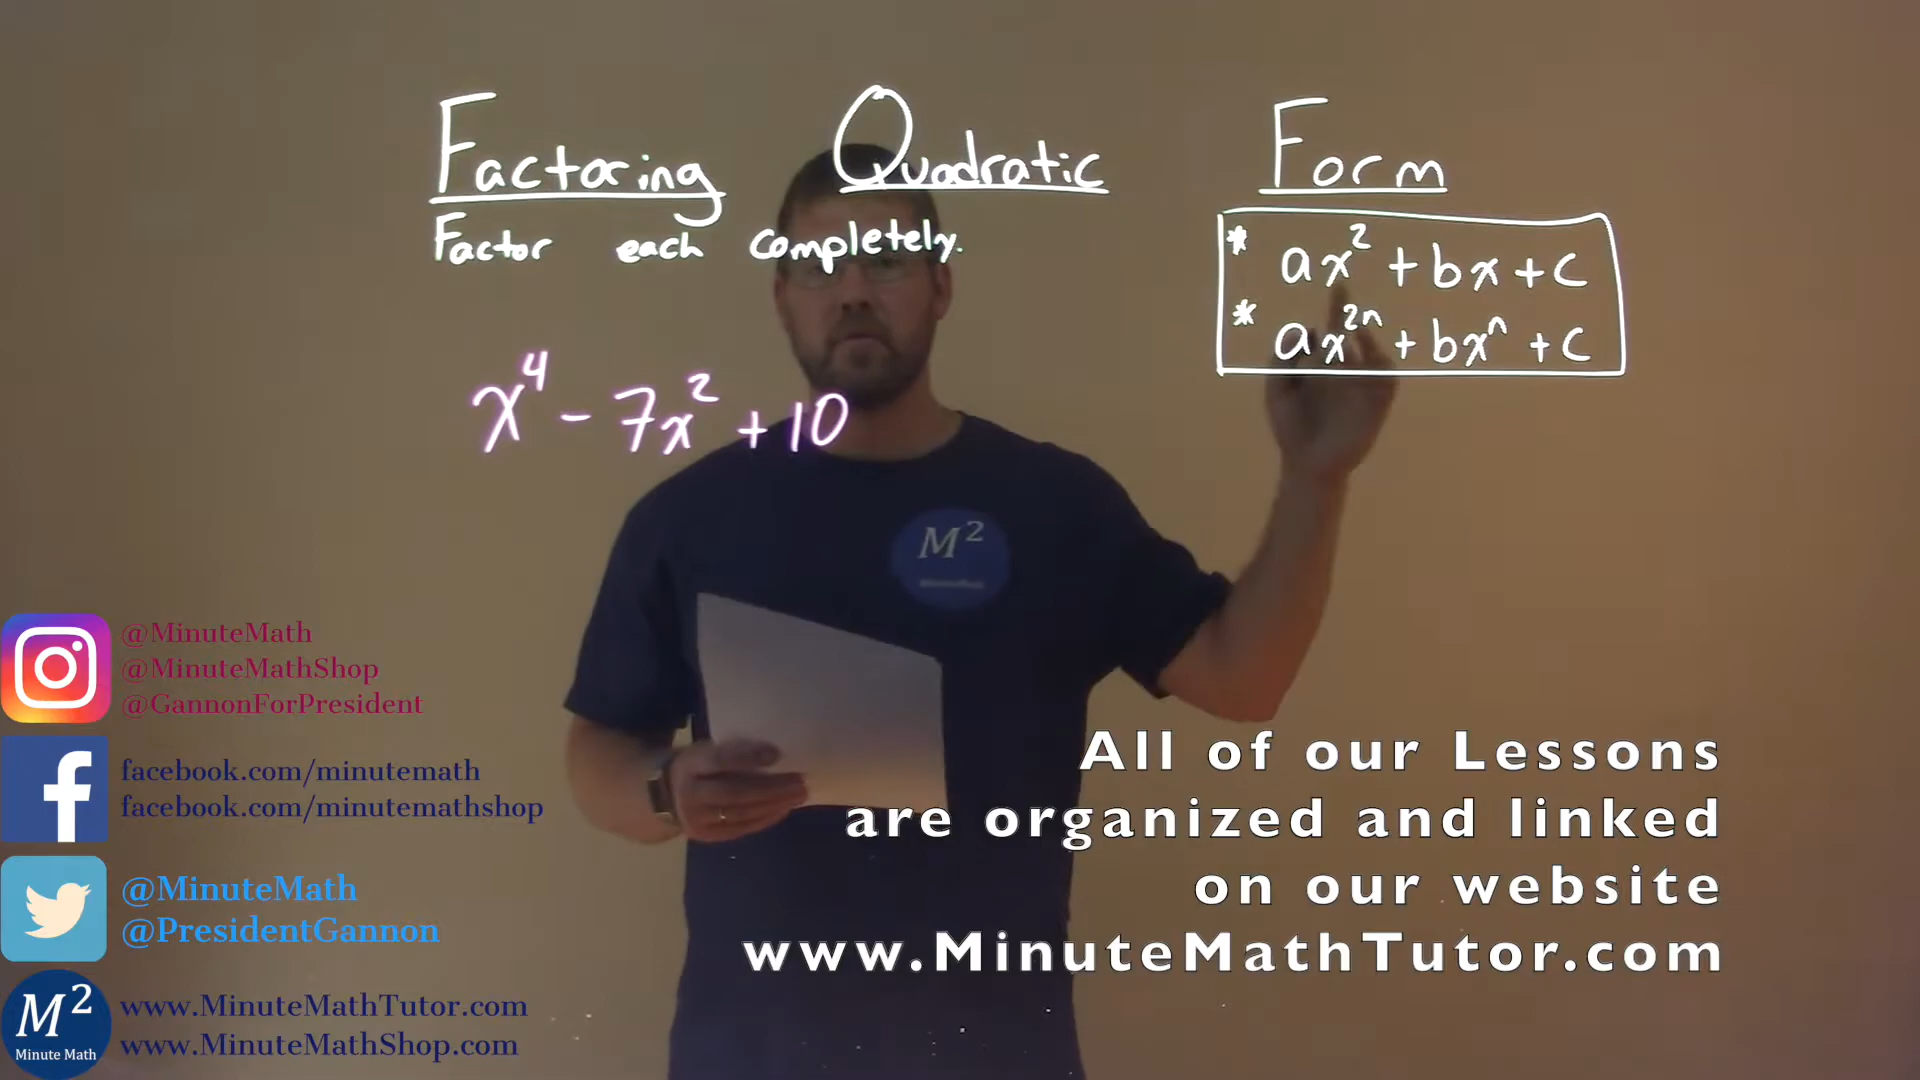 Factoring Quadratic Form
Factor each completely.
* ax² + bx + c
* ax²ⁿ + bxⁿ + c
x⁴ - 7x² + 10
M²
@MinuteMath
@MinuteMathShop
@GannonForPresident
facebook.com/minutemath
facebook.com/minutemathshop
@MinuteMath
@PresidentGannon
M²
Minute Math
www.MinuteMathTutor.com
www.MinuteMathShop.com
All of our Lessons
are organized and linked
on our website
www.MinuteMathTutor.com